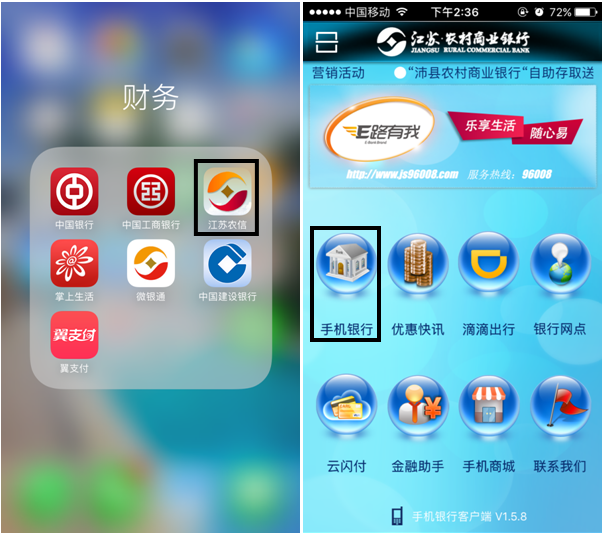 财务
中国银行
中国工商银行
江苏农信
掌上生活
微银通
中国建设银行
翼支付
翼支付
中国移动
下午2:36
72%
江苏·农村商业银行
JIANGSU RURAL COMMERCIAL BANK
营销活动
“沛县农村商业银行”自助存取送
E路有我
E-Bank Brand
乐享生活
随心易
http://www.js96008.com 服务热线：96008
手机银行
优惠快讯
滴滴出行
银行网点
云闪付
金融助手
手机商城
联系我们
手机银行客户端 V1.5.8